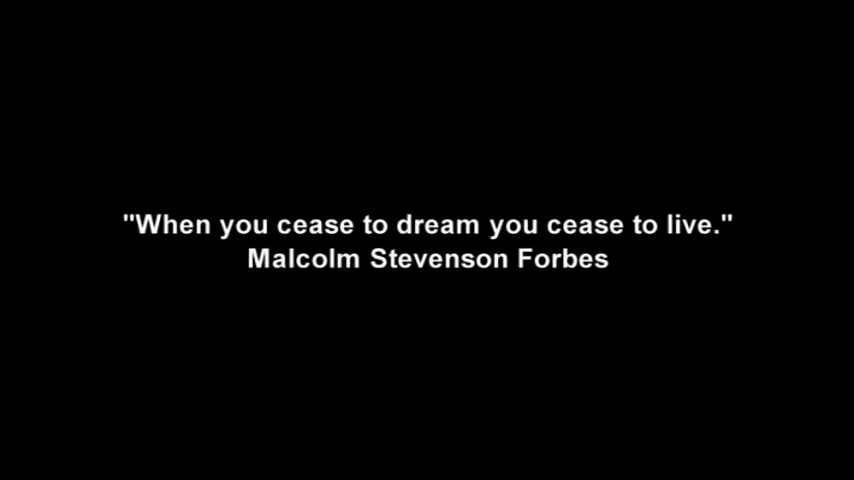 "When you cease to dream you cease to live."
Malcolm Stevenson Forbes